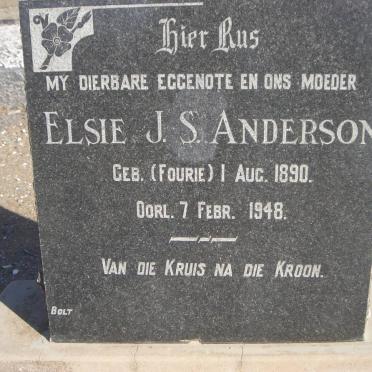 Hier Rus
MY DIERBARE EGGENOTE EN ONS MOEDER
ELSIE J. S. ANDERSON
GEB. (FOURIE) 1 AUG. 1890.
OORL. 7 FEBR. 1948.
VAN DIE KRUIS NA DIE KROON.
BOLT